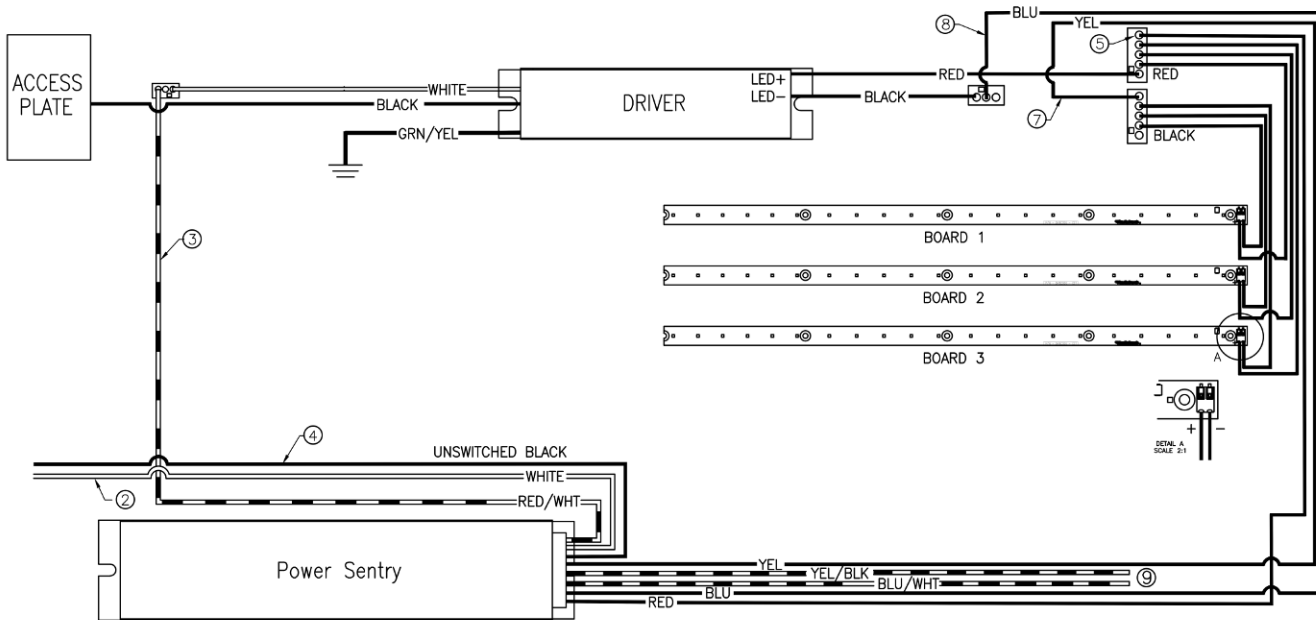 BLU
⑧
YEL
⑤
ACCESS
PLATE
WHITE
BLACK
GRN/YEL
DRIVER
LED+
LED-
RED
BLACK
RED
⑦
BLACK
BOARD 1
BOARD 2
BOARD 3
A
③
+ -
DETAIL A
SCALE 2:1
④
UNSWITCHED BLACK
WHITE
②
RED/WHT
Power Sentry
YEL
YEL/BLK
⑨
BLU/WHT
BLU
RED